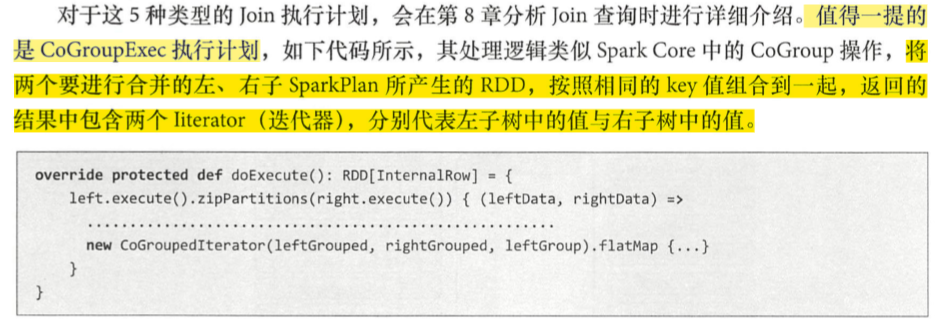 对于这 5 种类型的 Join 执行计划，会在第 8 章分析 Join 查询时进行详细介绍。值得一提的
是 CoGroupExec 执行计划，如下代码所示，其处理逻辑类似 Spark Core 中的 CoGroup 操作，将
两个要进行合并的左、右子 SparkPlan 所产生的 RDD，按照相同的 key 值组合到一起，返回的
结果中包含两个 Iiterator（迭代器），分别代表左子树中的值与右子树中的值。
override protected def doExecute(): RDD[InternalRow] = {
left.execute().zipPartitions(right.execute()) { (leftData, rightData) =>
......................................................
new CoGroupedIterator(leftGrouped, rightGrouped, leftGroup).flatMap {...}
}
}